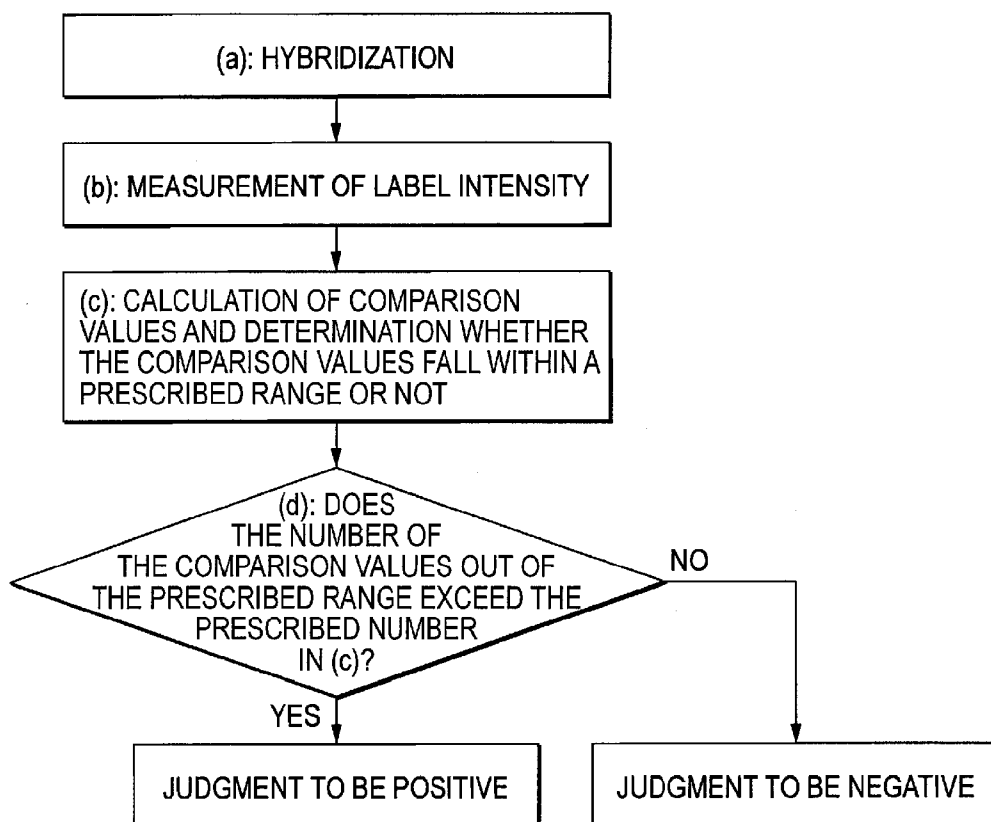 (a): HYBRIDIZATION
(b): MEASUREMENT OF LABEL INTENSITY
(c): CALCULATION OF COMPARISON
VALUES AND DETERMINATION WHETHER
THE COMPARISON VALUES FALL WITHIN A
PRESCRIBED RANGE OR NOT
(d): DOES
THE NUMBER OF
THE COMPARISON VALUES OUT OF
THE PRESCRIBED RANGE EXCEED THE
PRESCRIBED NUMBER
IN (c)?
NO
YES
JUDGMENT TO BE POSITIVE
JUDGMENT TO BE NEGATIVE